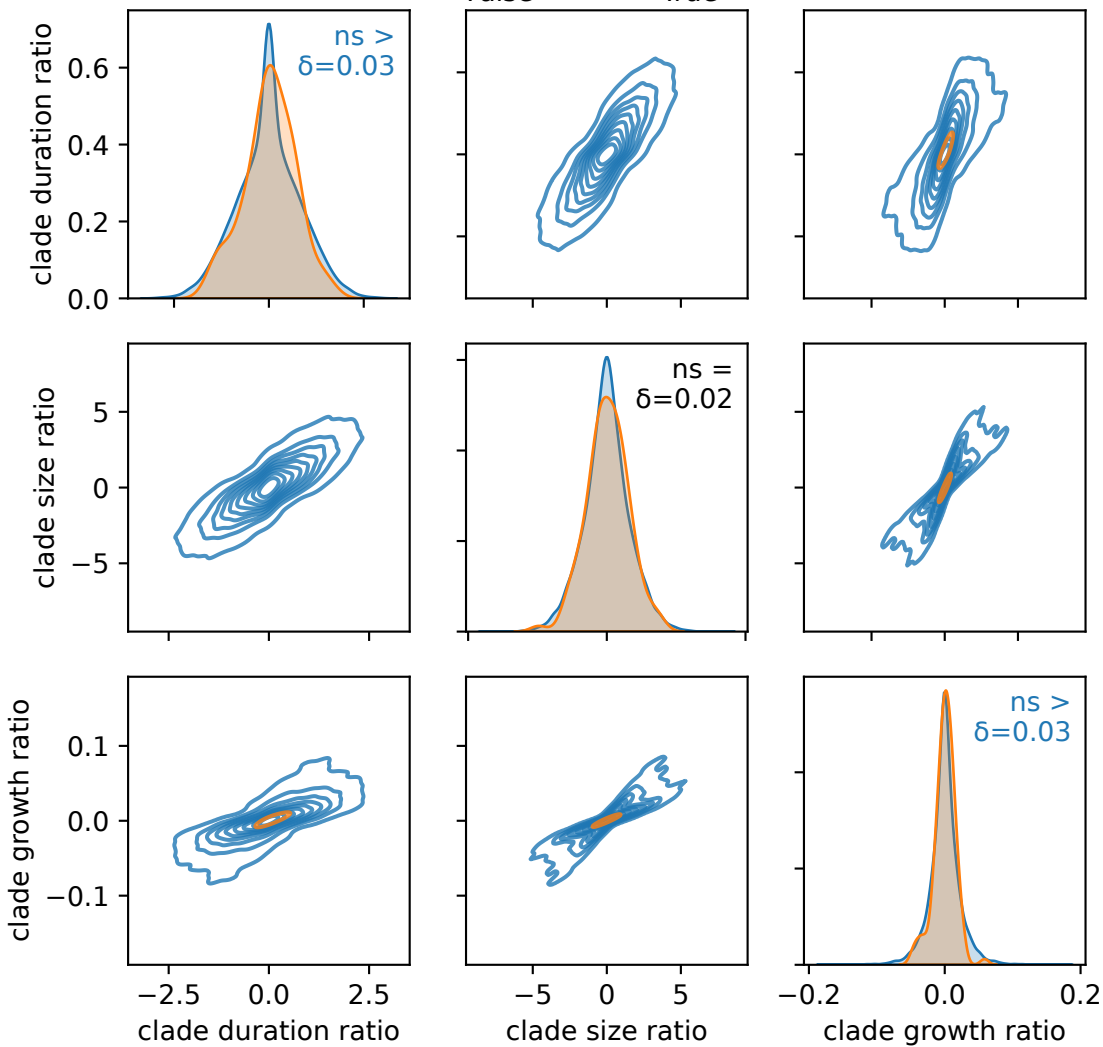 clade duration ratio
0.6
0.4
0.2
0.0
ns >
δ=0.03
−5
0
5
clade size ratio
5
0
−5
ns =
δ=0.02
clade growth ratio
0.1
0.0
−0.1
ns >
δ=0.03
−2.5
0.0
2.5
clade duration ratio
−5
0
5
clade size ratio
−0.2
0.0
0.2
clade growth ratio